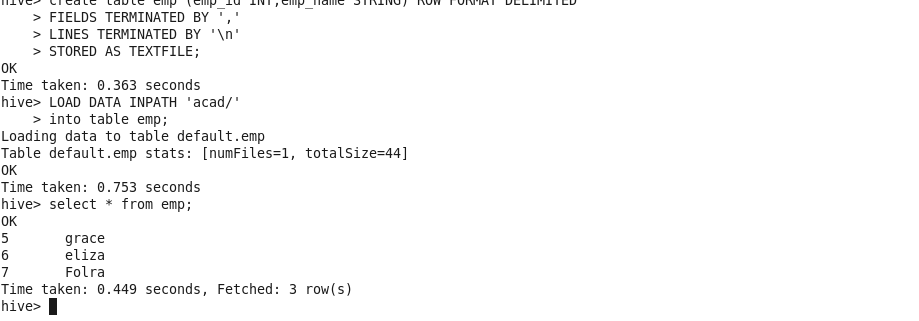 hive> create table emp (emp_id INT,emp_name STRING) ROW FORMAT DELIMITED
    > FIELDS TERMINATED BY ','
    > LINES TERMINATED BY '\n'
    > STORED AS TEXTFILE;
OK
Time taken: 0.363 seconds
hive> LOAD DATA INPATH 'acad/'
    > into table emp;
Loading data to table default.emp
Table default.emp stats: [numFiles=1, totalSize=44]
OK
Time taken: 0.753 seconds
hive> select * from emp;
OK
5       grace
6       eliza
7       Folra
Time taken: 0.449 seconds, Fetched: 3 row(s)
hive>